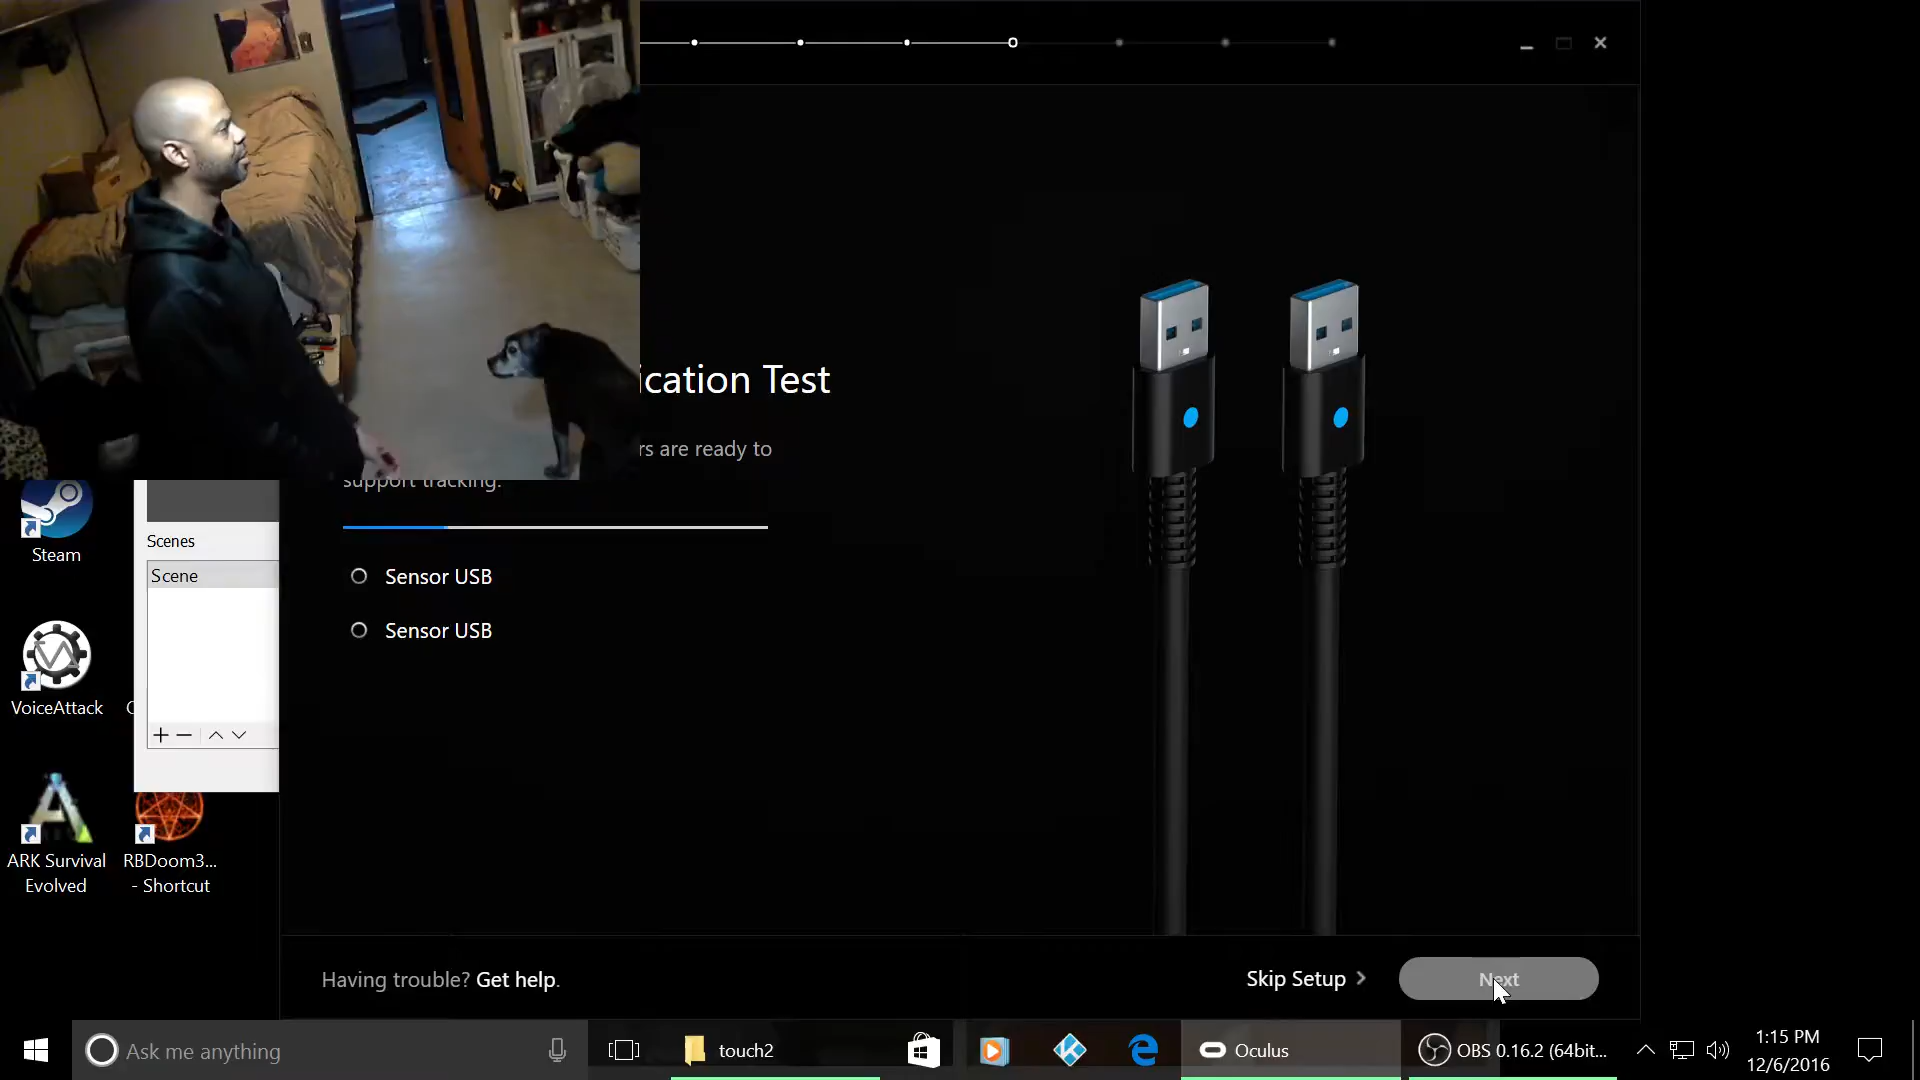 ication Test
rs are ready to
support tracking.
Sensor USB
Sensor USB
Steam
Scenes
Scene
VoiceAttack
ARK Survival
Evolved
RBDoom3...
- Shortcut
Having trouble? Get help.
Skip Setup
Next
Ask me anything
touch2
Oculus
OBS 0.16.2 (64bit...
1:15 PM
12/6/2016